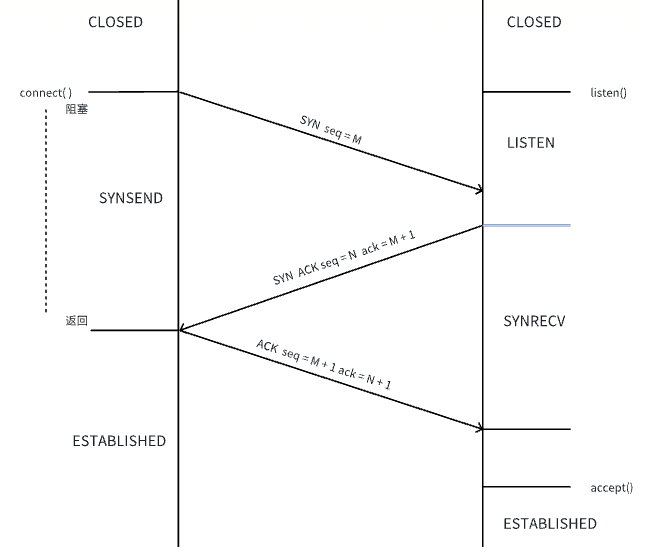 CLOSED
CLOSED
connect()
listen()
阻塞
SYN seq = M
LISTEN
SYNSEND
SYN ACK seq = N ack = M + 1
返回
SYNRECV
ACK seq = M + 1 ack = N + 1
ESTABLISHED
accept()
ESTABLISHED